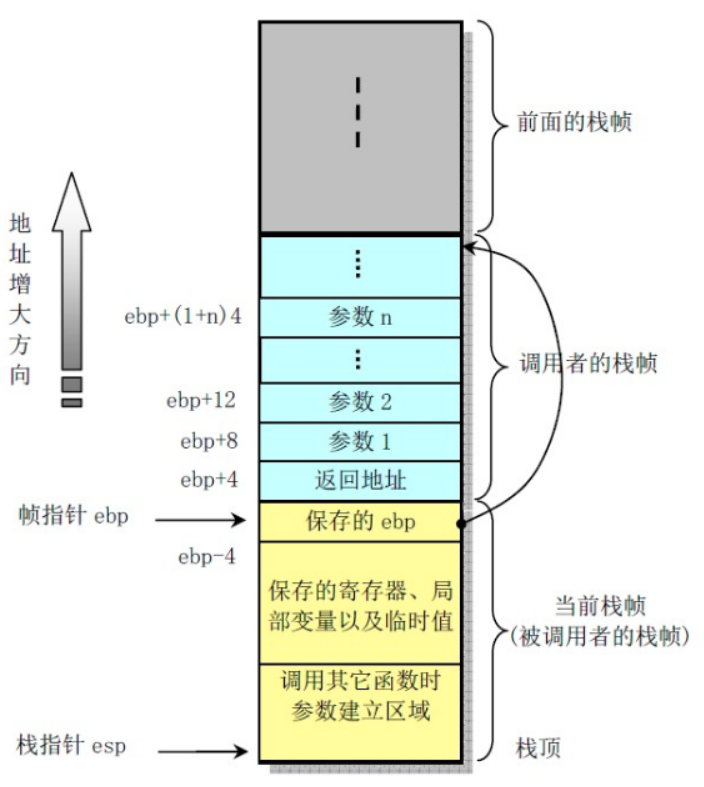 前面的栈帧
地
址
增
大
方
向
ebp+(1+n)4
参数 n
调用者的栈帧
ebp+12
参数 2
ebp+8
参数 1
ebp+4
返回地址
帧指针 ebp
保存的 ebp
ebp-4
保存的寄存器、局
部变量以及临时值
当前栈帧
(被调用者的栈帧)
调用其它函数时
参数建立区域
栈指针 esp
栈顶